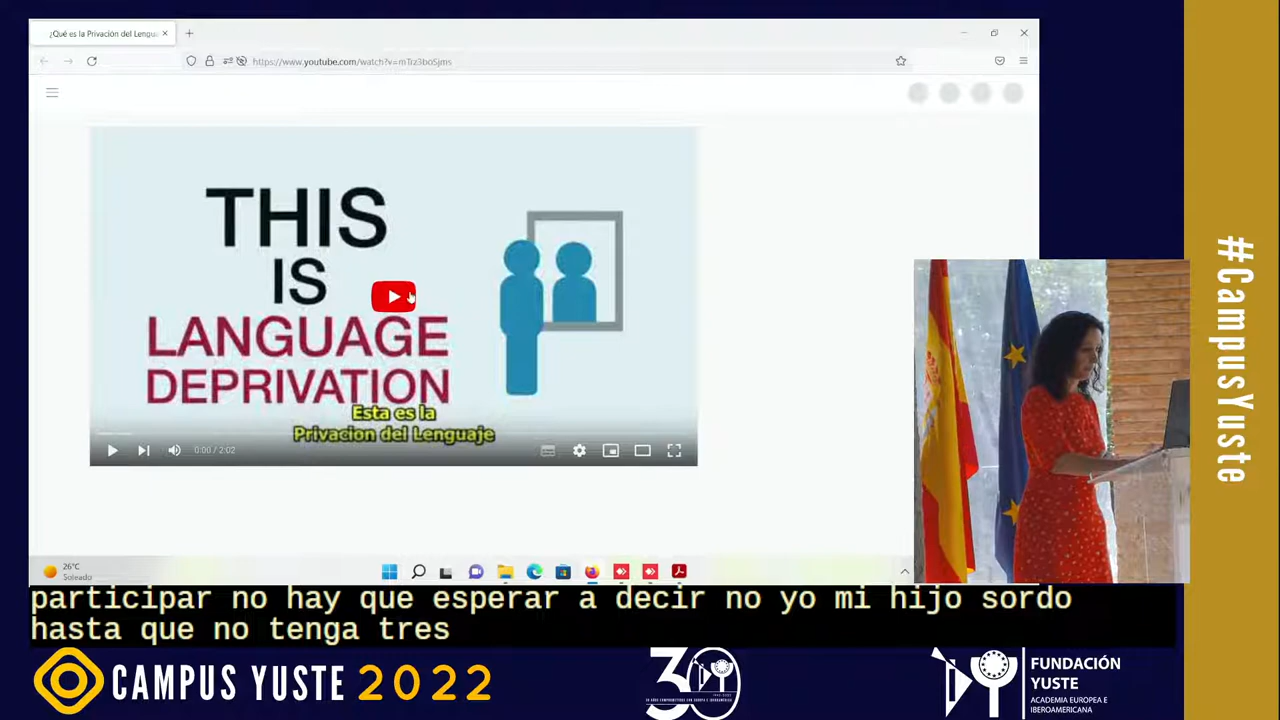 ¿Qué es la Privación del Lengua
https://www.youtube.com/watch?v=mTrz3boSjms
THIS
IS
LANGUAGE
DEPRIVATION
Esta es la
Privacion del Lenguaje
0:00 / 2:02
26°C
Soleado
#CampusYuste
participar no hay que esperar a decir no yo mi hijo sordo
hasta que no tenga tres
CAMPUS YUSTE 2022
30
FUNDACIÓN
YUSTE
ACADEMIA EUROPEA E
IBEROAMERICANA